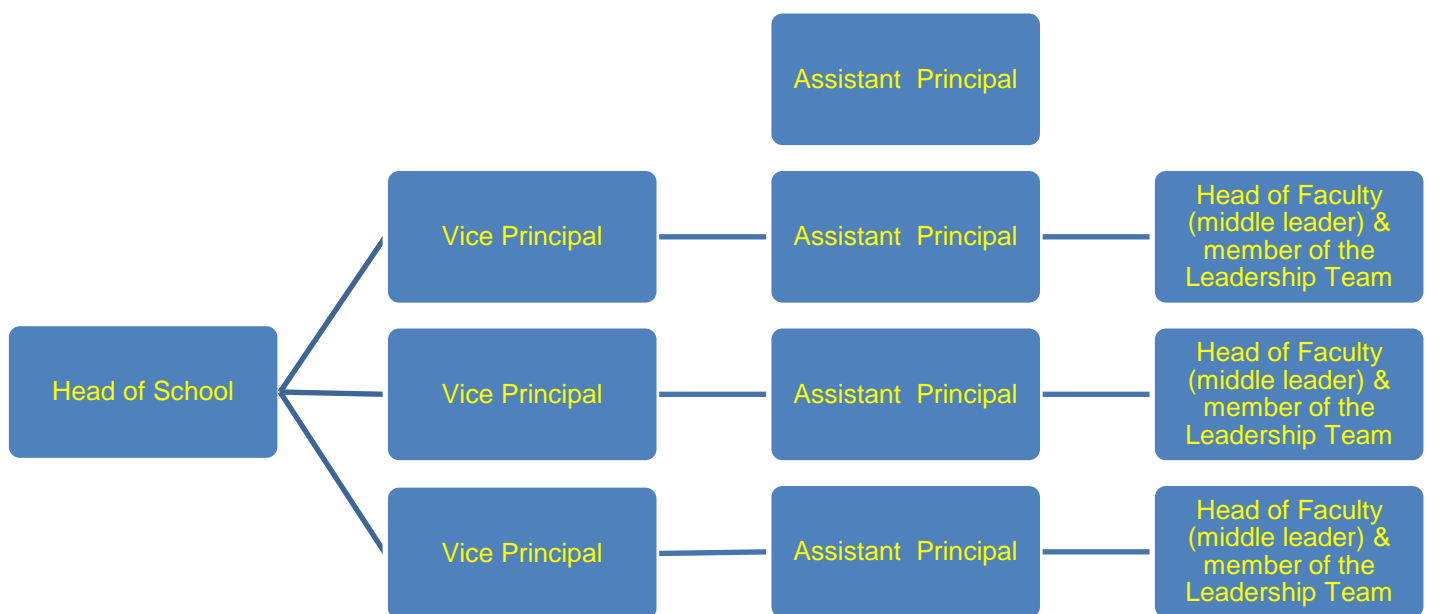 Assistant  Principal
Vice Principal
Assistant  Principal
Head of Faculty
(middle leader) &
member of the
Leadership Team
Head of School
Vice Principal
Assistant  Principal
Head of Faculty
(middle leader) &
member of the
Leadership Team
Vice Principal
Assistant  Principal
Head of Faculty
(middle leader) &
member of the
Leadership Team